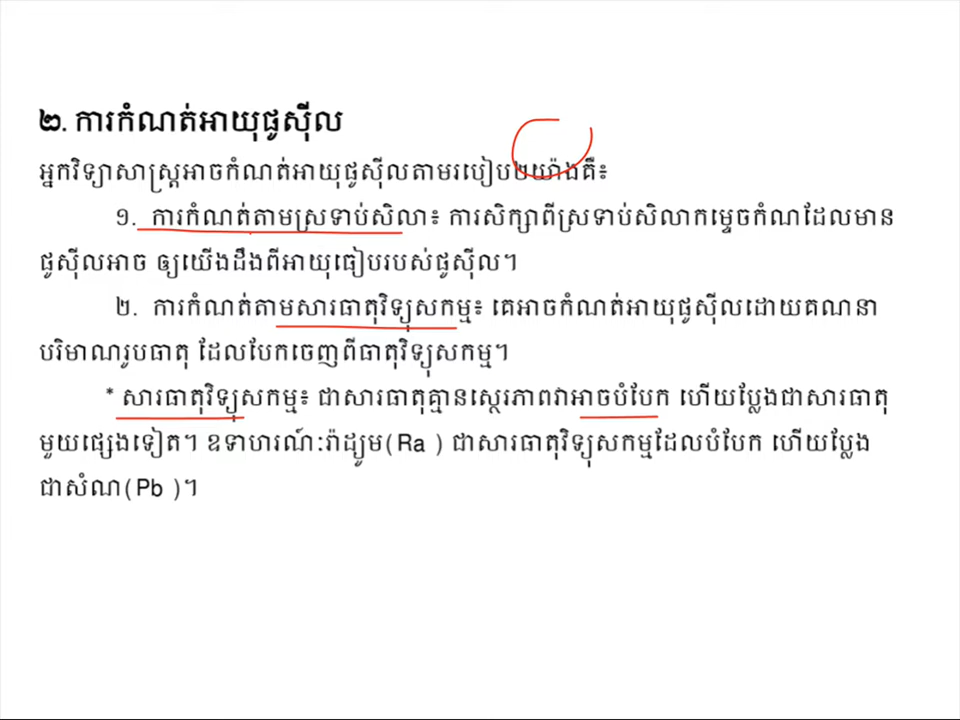 ២. ការកំណត់អាយុផូស៊ីល
អ្នកវិទ្យាសាស្ត្រអាចកំណត់អាយុផូស៊ីលតាមរបៀប២យ៉ាងគឺ៖
១. ការកំណត់តាមស្រទាប់សិលា៖ ការសិក្សាពីស្រទាប់សិលាកម្ទេចកំណដែលមាន
ផូស៊ីលអាច ឲ្យយើងដឹងពីអាយុធៀបរបស់ផូស៊ីល។
២. ការកំណត់តាមសារធាតុវិទ្យុសកម្ម៖ គេអាចកំណត់អាយុផូស៊ីលដោយគណនា
បរិមាណរូបធាតុ ដែលបែកចេញពីធាតុវិទ្យុសកម្ម។
* សារធាតុវិទ្យុសកម្ម៖ ជាសារធាតុគ្មានស្ថេរភាពវាអាចបំបែក ហើយប្លែងជាសារធាតុ
មួយផ្សេងទៀត។ ឧទាហរណ៍ៈរ៉ាដ្យូម(Ra ) ជាសារធាតុវិទ្យុសកម្មដែលបំបែក ហើយប្លែង
ជាសំណ(Pb )។